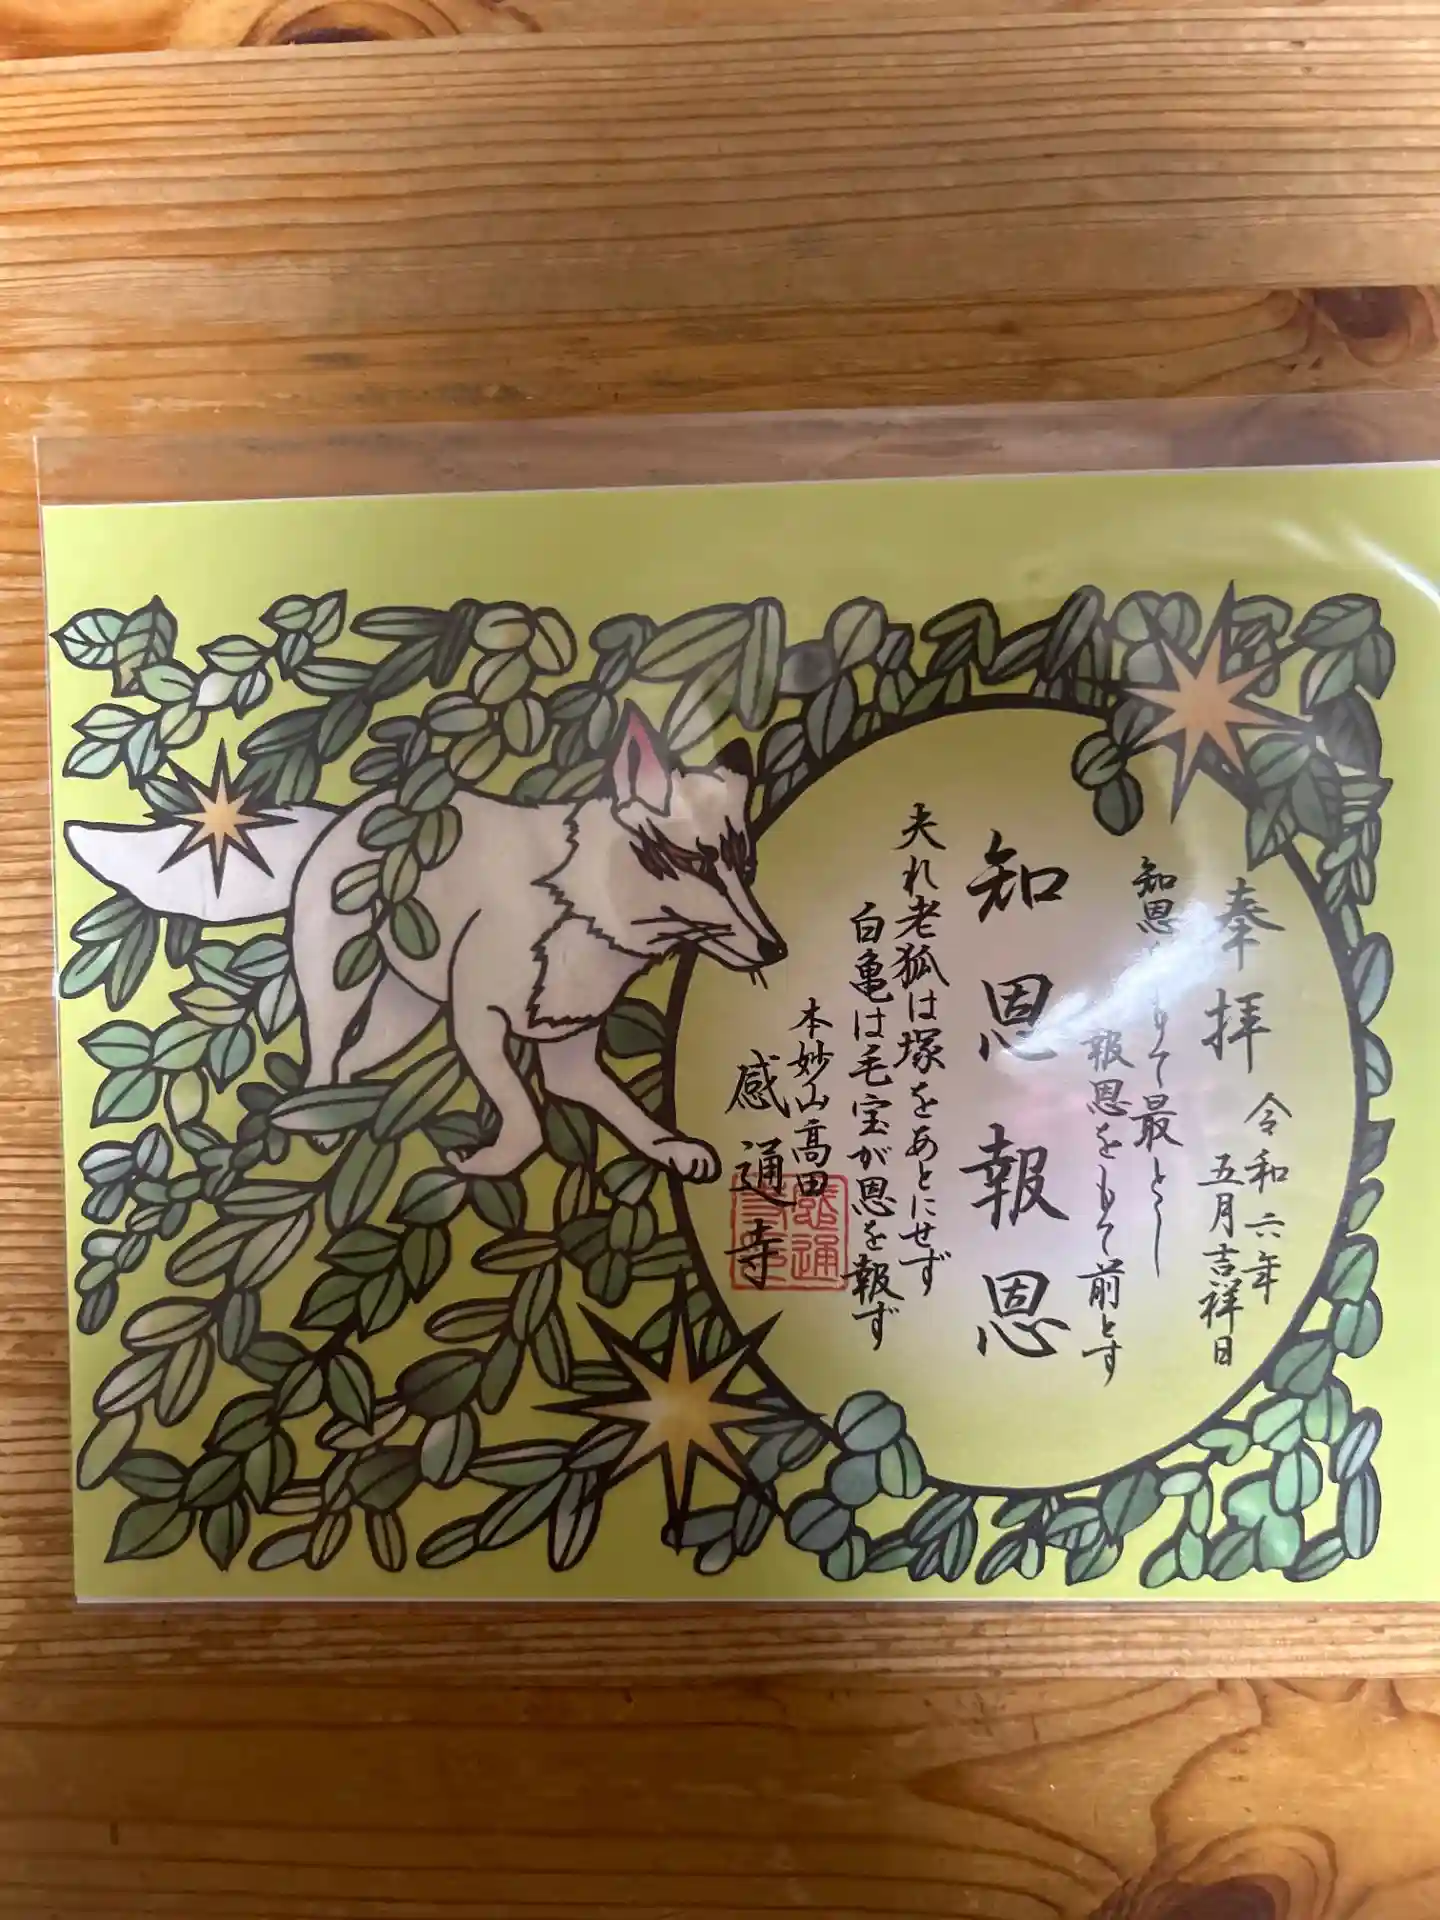 奉拝
令和六年
五月吉祥日
知恩をもて最とし
報恩をもて前とす
知恩報恩
夫れ老狐は塚をあとにせず
白亀は毛宝が恩を報ず
本妙山高田
感通寺